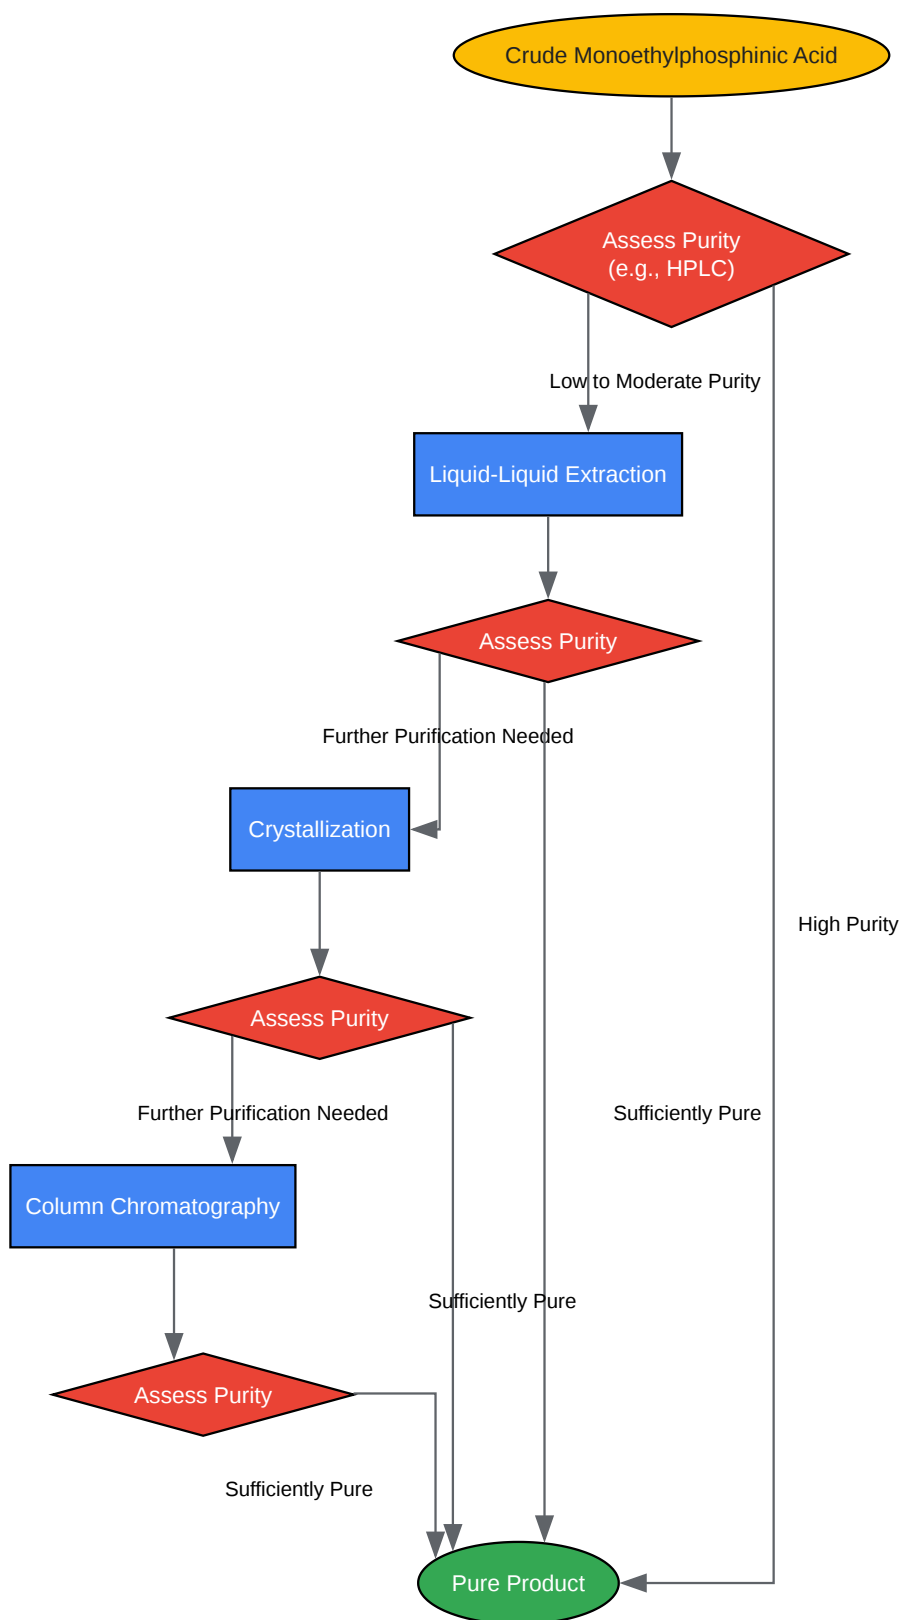 Crude Monoethylphosphinic Acid
Assess Purity
(e.g., HPLC)
Low to Moderate Purity
Liquid-Liquid Extraction
Assess Purity
Further Purification Needed
Crystallization
High Purity
Assess Purity
Further Purification Needed
Sufficiently Pure
Column Chromatography
Sufficiently Pure
Assess Purity
Sufficiently Pure
Pure Product